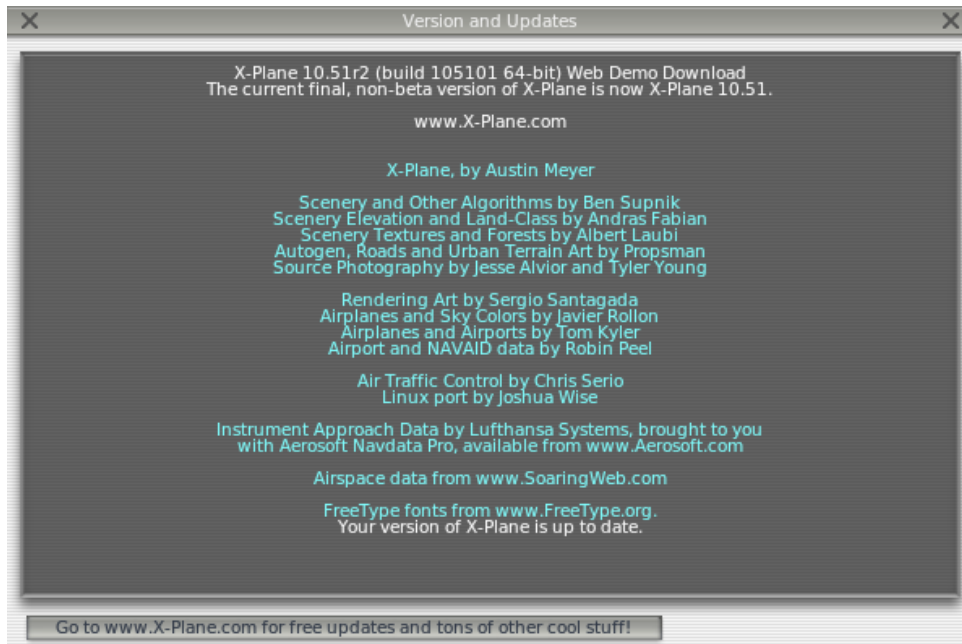 Version and Updates
X-Plane 10.51r2 (build 105101 64-bit) Web Demo Download
The current final, non-beta version of X-Plane is now X-Plane 10.51.
www.X-Plane.com
X-Plane, by Austin Meyer
Scenery and Other Algorithms by Ben Supnik
Scenery Elevation and Land-Class by Andras Fabian
Scenery Textures and Forests by Albert Laubi
Autogen, Roads and Urban Terrain Art by Propsman
Source Photography by Jesse Alvior and Tyler Young
Rendering Art by Sergio Santagada
Airplanes and Sky Colors by Javier Rollon
Airplanes and Airports by Tom Kyler
Airport and NAVAID data by Robin Peel
Air Traffic Control by Chris Serio
Linux port by Joshua Wise
Instrument Approach Data by Lufthansa Systems, brought to you
with Aerosoft Navdata Pro, available from www.Aerosoft.com
Airspace data from www.SoaringWeb.com
FreeType fonts from www.FreeType.org.
Your version of X-Plane is up to date.
Go to www.X-Plane.com for free updates and tons of other cool stuff!